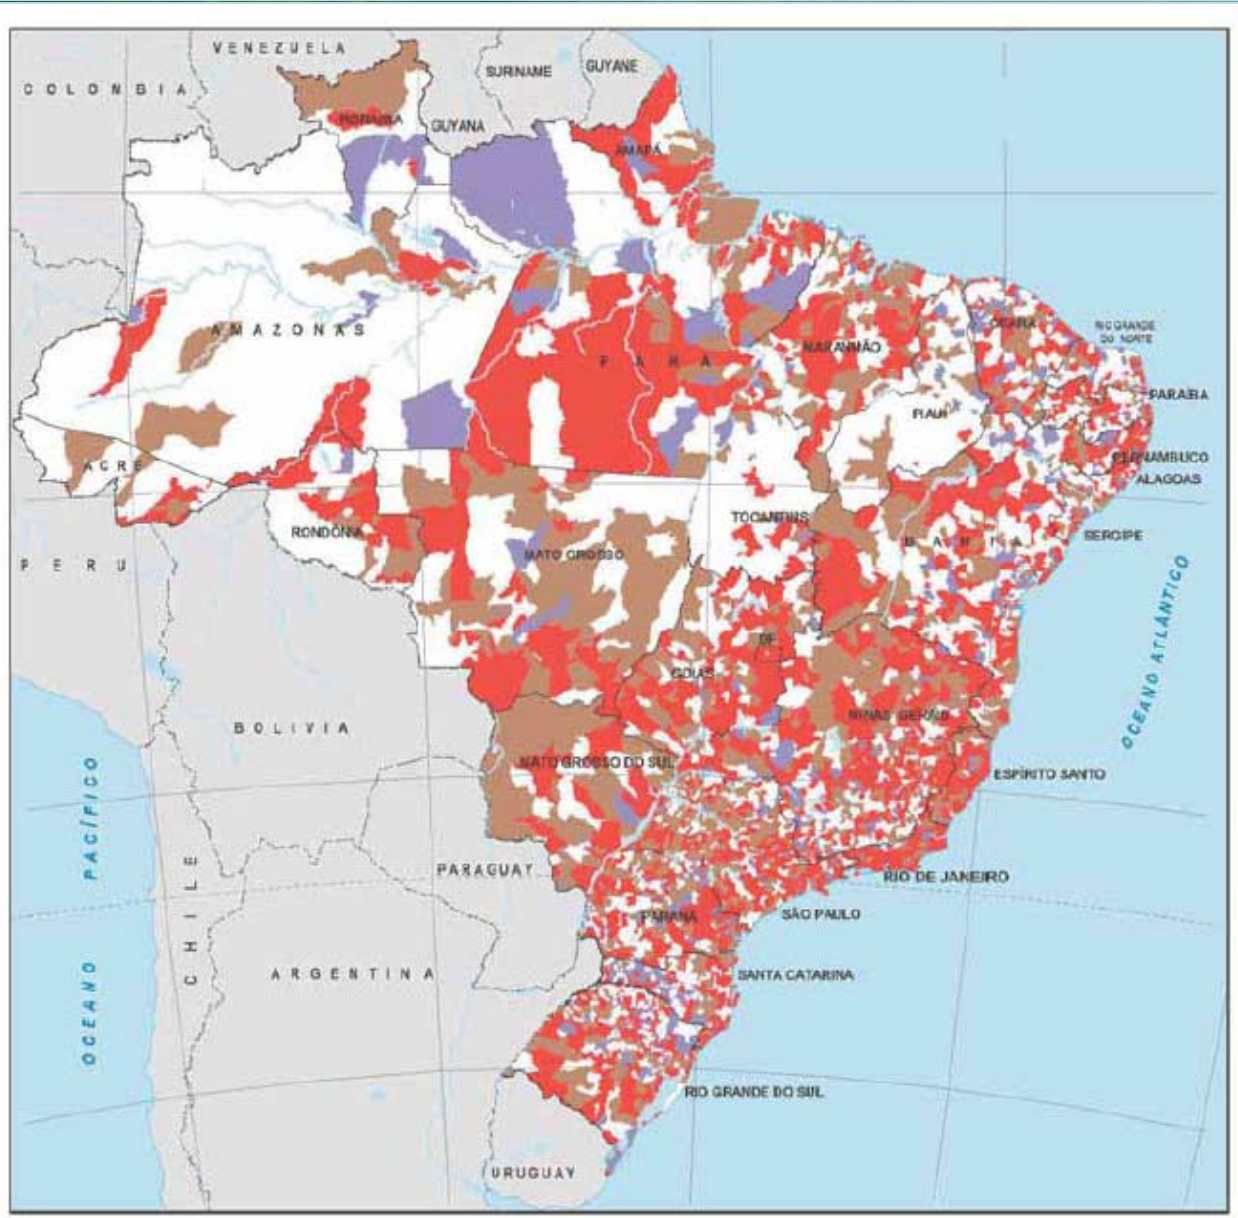 VENEZUELA
COLOMBIA
SURINAME
GUYANE
GUYANA
RORAIMA
AMAPÁ
AMAZONAS
PARÁ
MARANHÃO
CEARÁ
RIO GRANDE
DO NORTE
PARAÍBA
PIAUÍ
PERNAMBUCO
ALAGOAS
ACRE
SERGIPE
TOCANTINS
RONDÔNIA
MATO GROSSO
BAHIA
PERU
DF
GOIÁS
MINAS GERAIS
BOLIVIA
MATO GROSSO DO SUL
ESPÍRITO SANTO
OCEANO ATLÂNTICO
PARAGUAY
RIO DE JANEIRO
SÃO PAULO
PARANÁ
CHILE
ARGENTINA
SANTA CATARINA
OCEANO PACÍFICO
RIO GRANDE DO SUL
URUGUAY